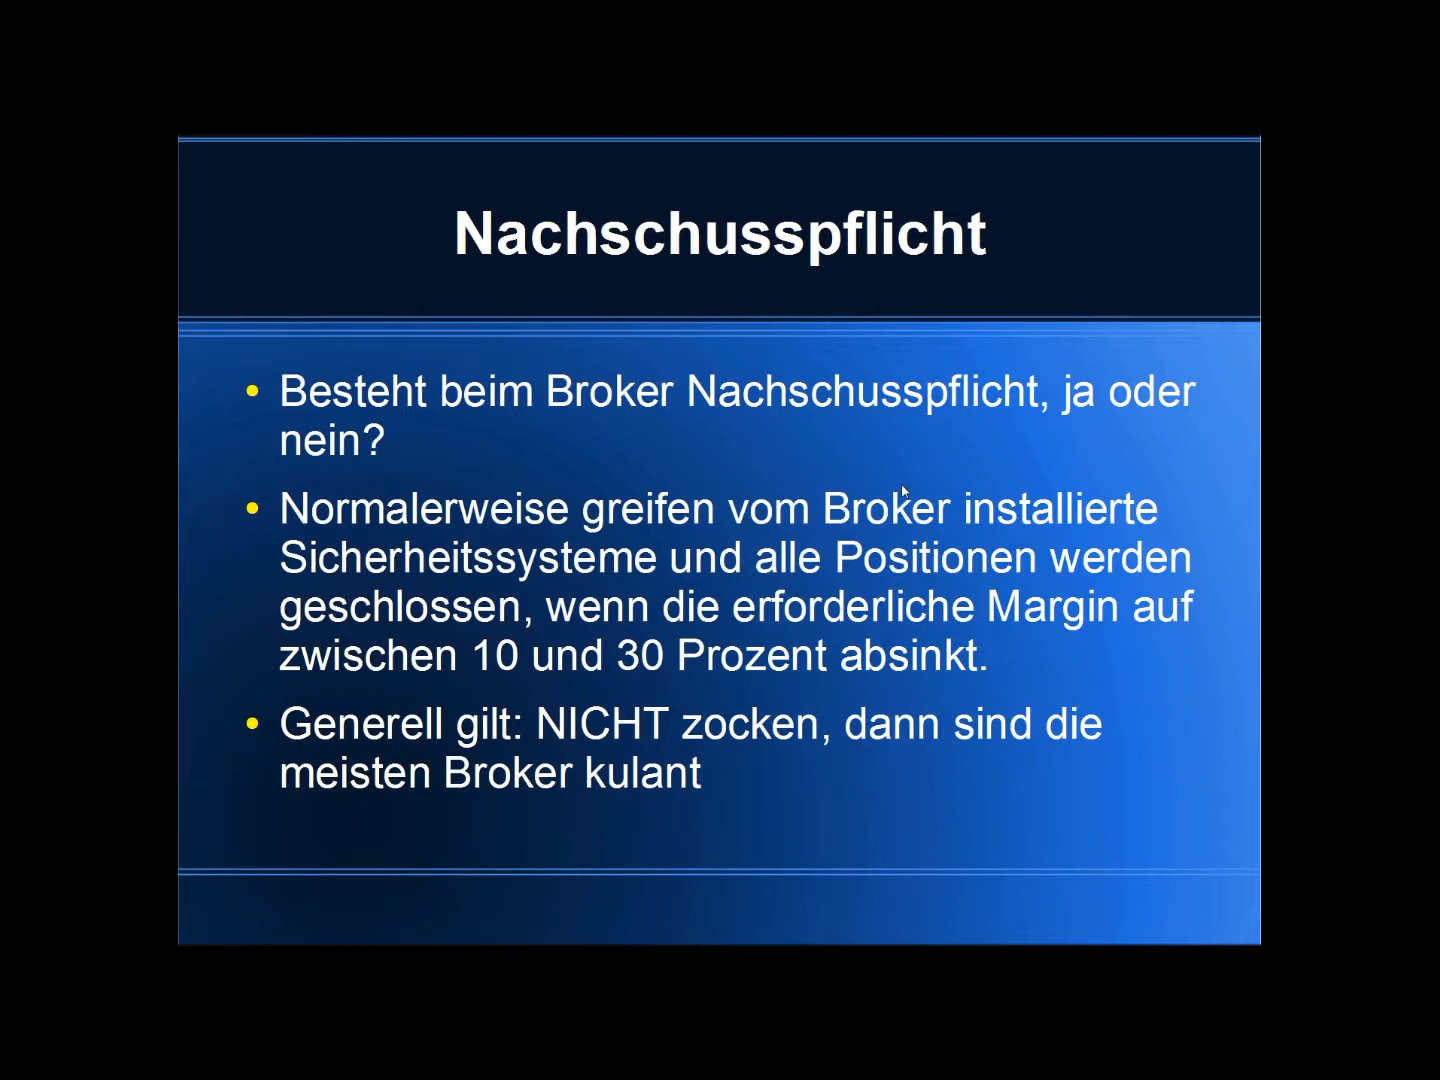 Nachschusspflicht
• Besteht beim Broker Nachschusspflicht, ja oder
nein?
• Normalerweise greifen vom Broker installierte
Sicherheitssysteme und alle Positionen werden
geschlossen, wenn die erforderliche Margin auf
zwischen 10 und 30 Prozent absinkt.
• Generell gilt: NICHT zocken, dann sind die
meisten Broker kulant